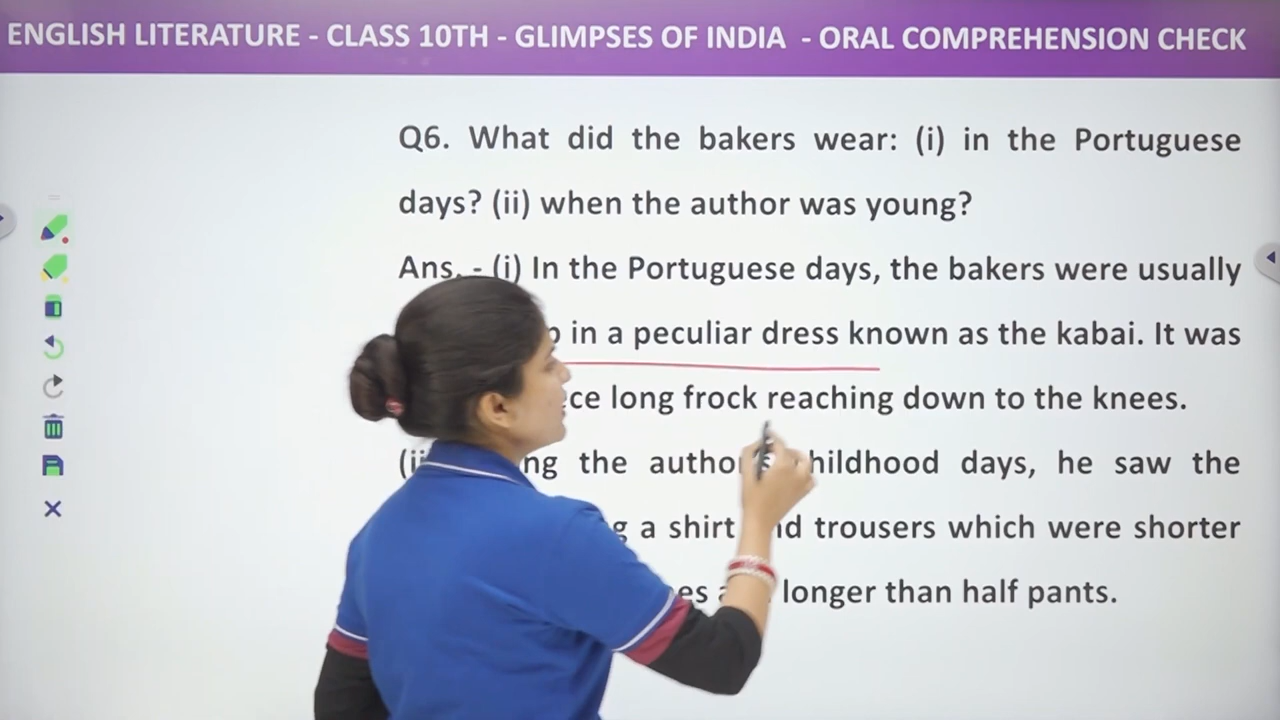 ENGLISH LITERATURE - CLASS 10TH - GLIMPSES OF INDIA - ORAL COMPREHENSION CHECK
Q6. What did the bakers wear: (i) in the Portuguese
days? (ii) when the author was young?
Ans. - (i) In the Portuguese days, the bakers were usually
in a peculiar dress known as the kabai. It was
long frock reaching down to the knees.
the author's childhood days, he saw the
a shirt and trousers which were shorter
longer than half pants.